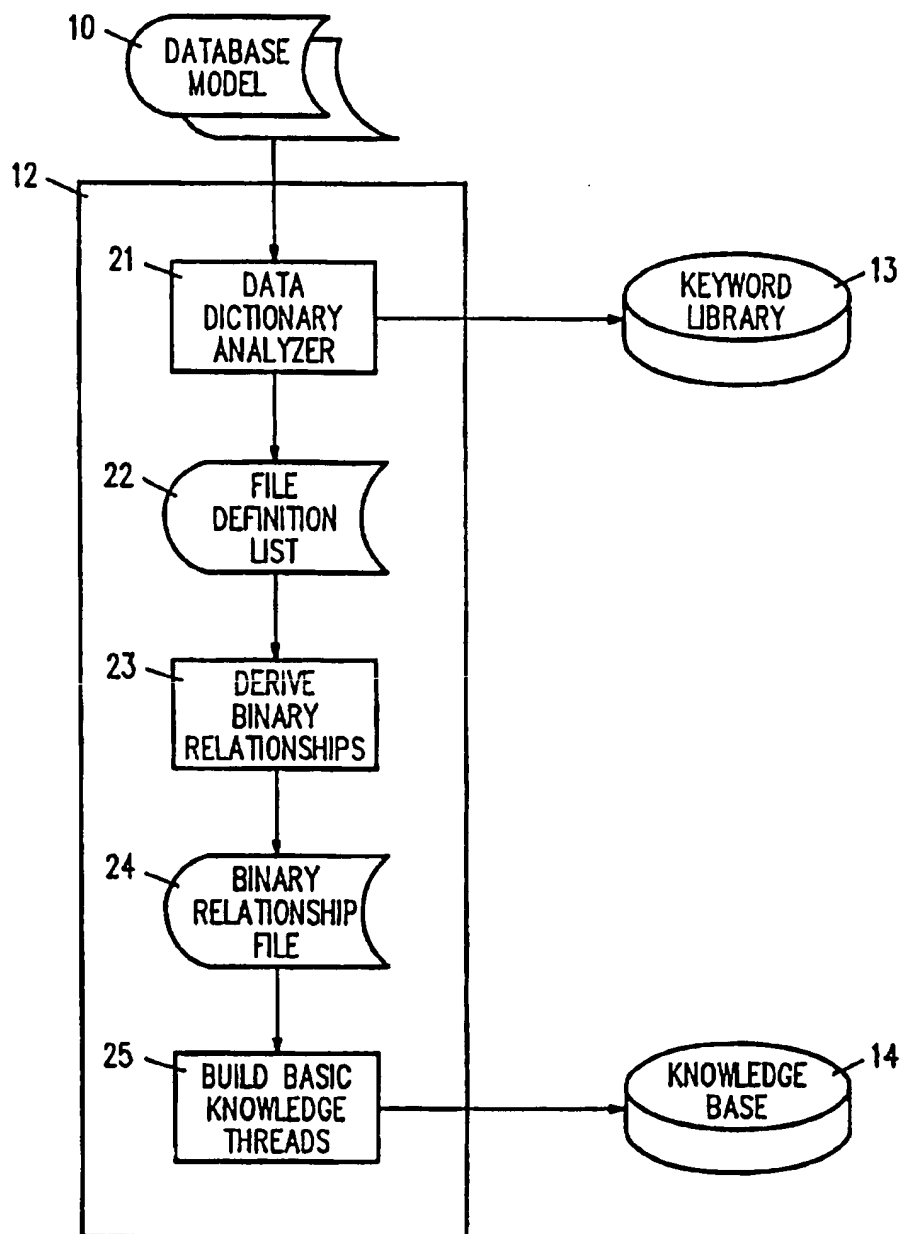 10
DATABASE
MODEL
12
21
DATA
DICTIONARY
ANALYZER
KEYWORD
LIBRARY
13
22
FILE
DEFINITION
LIST
23
DERIVE
BINARY
RELATIONSHIPS
24
BINARY
RELATIONSHIP
FILE
25
BUILD BASIC
KNOWLEDGE
THREADS
KNOWLEDGE
BASE
14